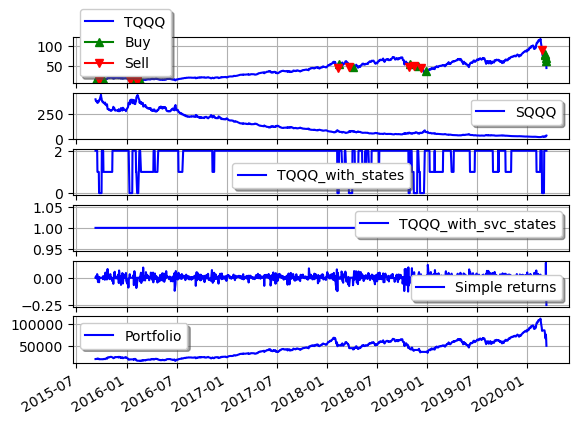 TQQQ
Buy
Sell
100
50
SQQQ
250
0
TQQQ_with_states
2
0
TQQQ_with_svc_states
1.05
1.00
0.95
Simple returns
0.00
−0.25
Portfolio
100000
50000
2015-07
2016-01
2016-07
2017-01
2017-07
2018-01
2018-07
2019-01
2019-07
2020-01